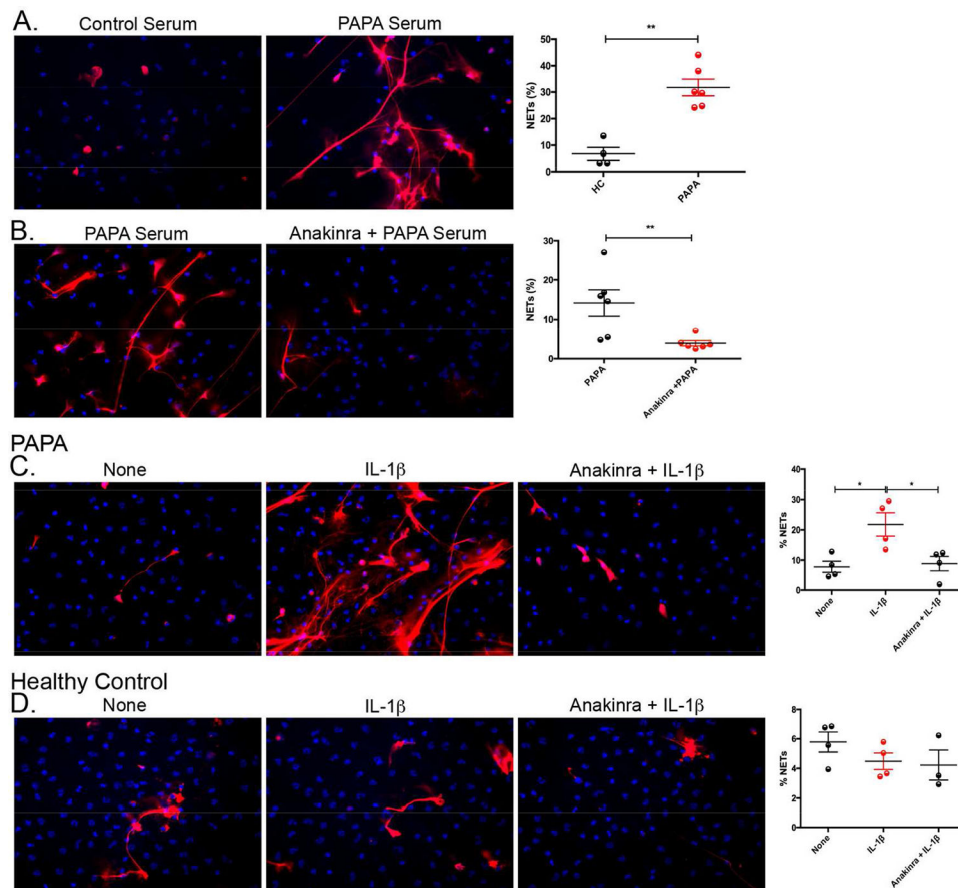 A.
Control Serum
PAPA Serum
**
NETs (%)
50
40
30
20
10
0
HC
PAPA
B.
PAPA Serum
Anakinra + PAPA Serum
**
NETs (%)
30
20
10
0
PAPA
Anakinra +PAPA
PAPA
C.
None
IL-1β
Anakinra + IL-1β
*
*
% NETs
40
30
20
10
0
None
IL-1β
Anakinra + IL-1β
Healthy Control
D.
None
IL-1β
Anakinra + IL-1β
% NETs
8
6
4
2
0
None
IL-1β
Anakinra + IL-1β